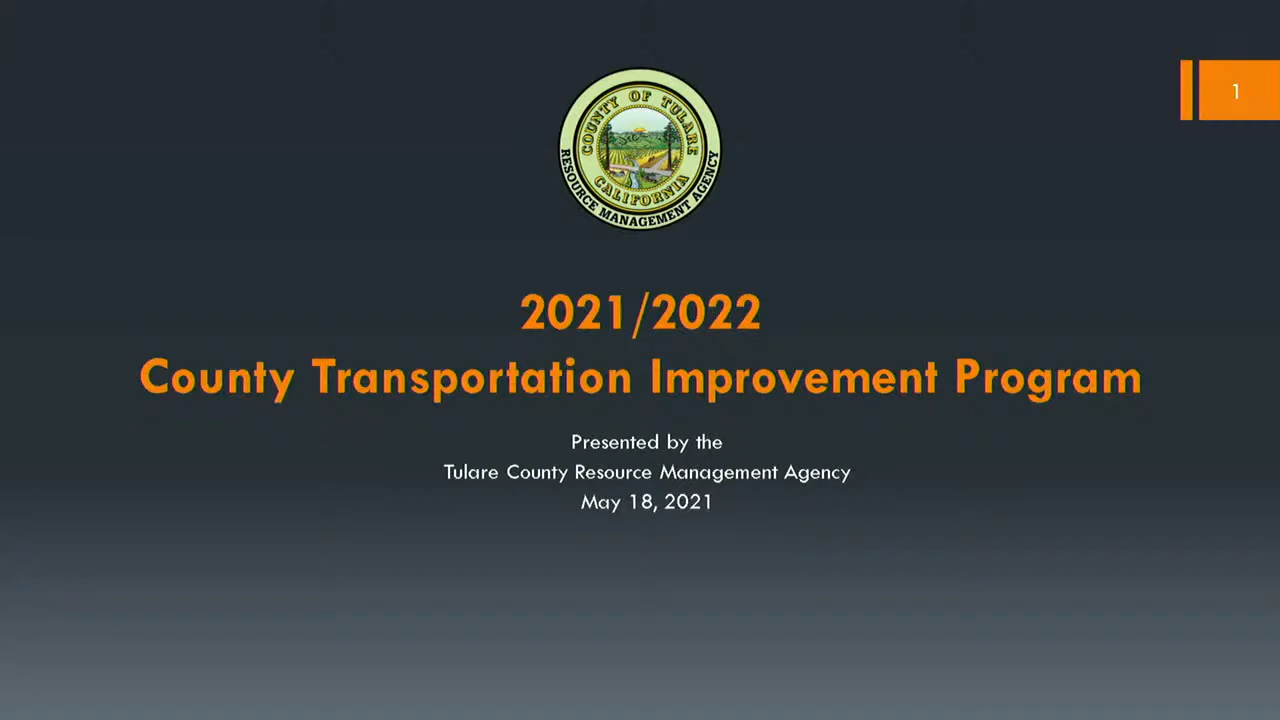 1
COUNTY OF TULARE
CALIFORNIA
RESOURCE MANAGEMENT AGENCY
2021/2022
County Transportation Improvement Program
Presented by the
Tulare County Resource Management Agency
May 18, 2021